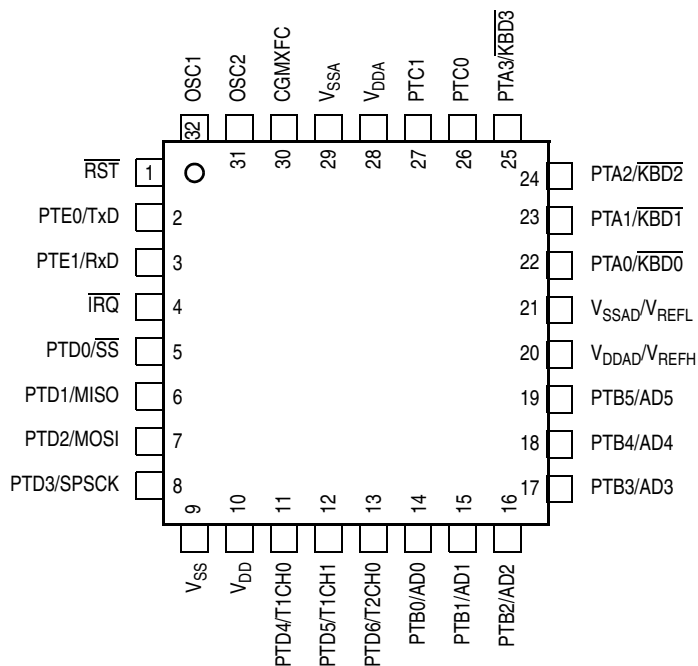 OSC1
OSC2
CGMXFC
VSSA
VDDA
PTC1
PTC0
PTA3/KBD3
32
31
30
29
28
27
26
25
RST 1
PTE0/TxD 2
PTE1/RxD 3
IRQ 4
PTD0/SS 5
PTD1/MISO 6
PTD2/MOSI 7
PTD3/SPSCK 8
24 PTA2/KBD2
23 PTA1/KBD1
22 PTA0/KBD0
21 VSSAD/VREFL
20 VDDAD/VREFH
19 PTB5/AD5
18 PTB4/AD4
17 PTB3/AD3
9
10
11
12
13
14
15
16
VSS
VDD
PTD4/T1CH0
PTD5/T1CH1
PTD6/T2CH0
PTB0/AD0
PTB1/AD1
PTB2/AD2